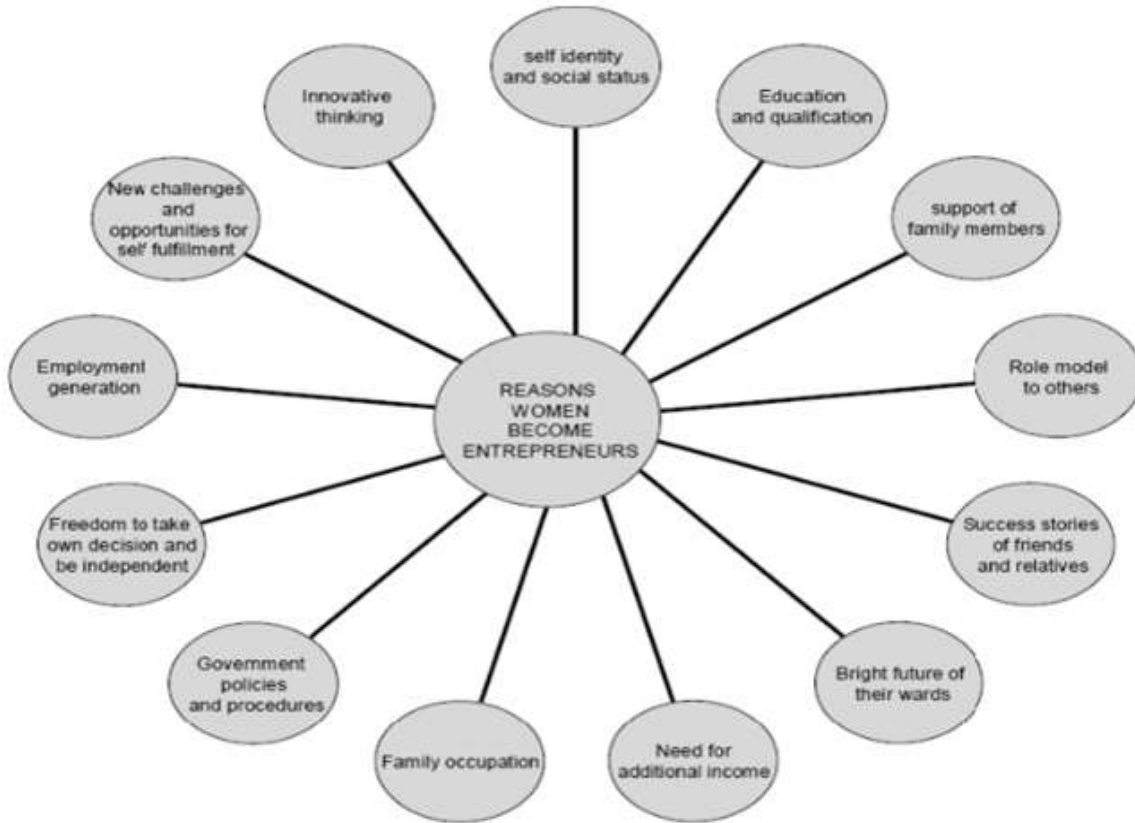 self identity
and social status
Education
and qualification
support of
family members
Role model
to others
Success stories
of friends
and relatives
Bright future of
their wards
Need for
additional income
Family occupation
Government
policies
and procedures
Freedom to take
own decision and
be independent
Employment
generation
New challenges
and
opportunities for
self fulfillment
Innovative
thinking
REASONS
WOMEN
BECOME
ENTREPRENEURS